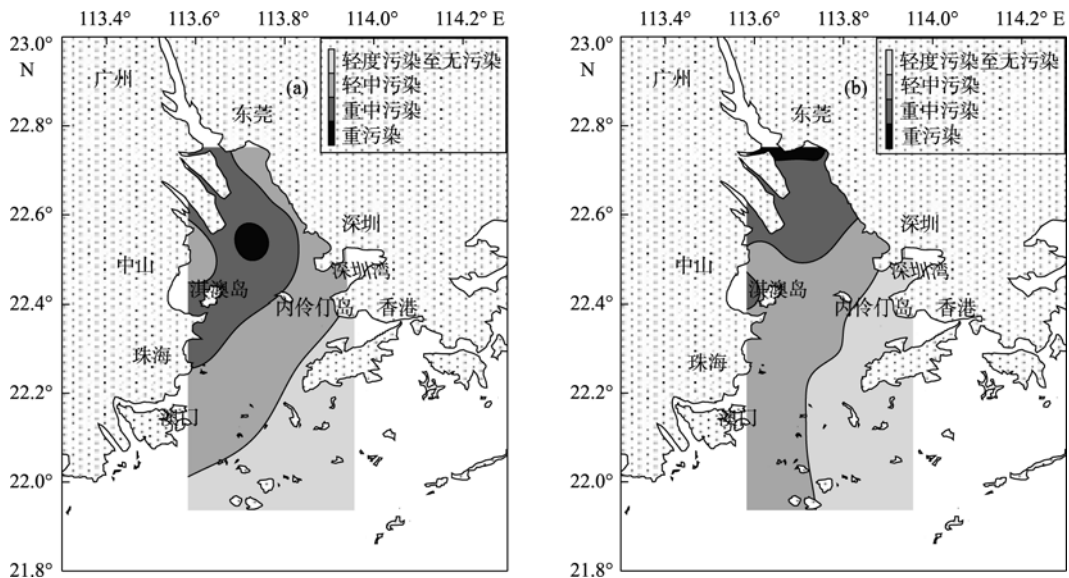 113.4° 113.6° 113.8° 114.0° 114.2° E
23.0°
N
22.8°
22.6°
22.4°
22.2°
22.0°
21.8°
(a)
轻度污染至无污染
轻中污染
重中污染
重污染
广州
东莞
深圳
中山
深圳湾
淇澳岛
内伶仃岛
香港
珠海
澳门
113.4° 113.6° 113.8° 114.0° 114.2° E
23.0°
N
22.8°
22.6°
22.4°
22.2°
22.0°
21.8°
(b)
轻度污染至无污染
轻中污染
重中污染
重污染
广州
东莞
深圳
中山
深圳湾
淇澳岛
内伶仃岛
香港
珠海
澳门